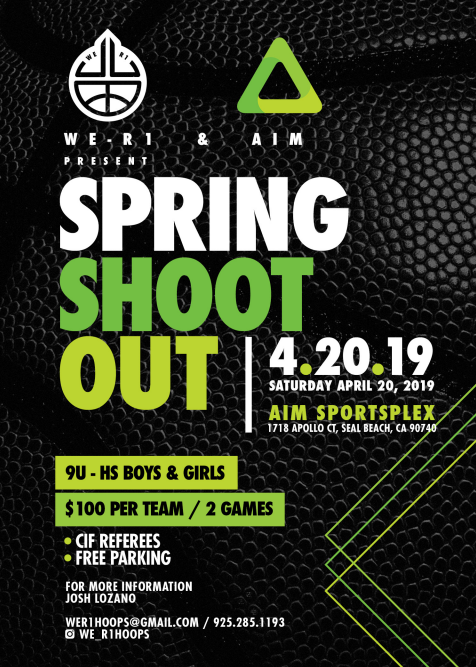 WE R1
WE-R1 & AIM
PRESENT
SPRING
SHOOT
OUT
4.20.19
SATURDAY APRIL 20, 2019
AIM SPORTSPLEX
1718 APOLLO CT, SEAL BEACH, CA 90740
9U - HS BOYS & GIRLS
$100 PER TEAM / 2 GAMES
• CIF REFEREES
• FREE PARKING
FOR MORE INFORMATION
JOSH LOZANO
WER1HOOPS@GMAIL.COM / 925.285.1193
WE_R1HOOPS